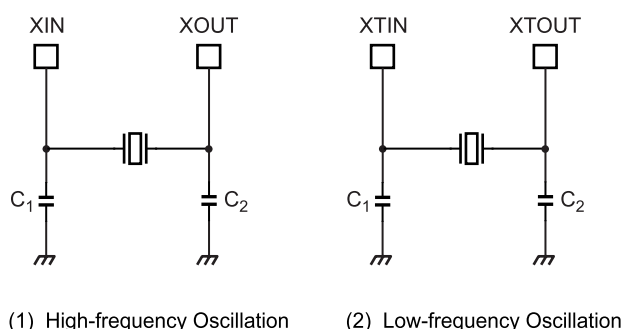 XIN XOUT XTIN XTOUT
C1 C2 C1 C2
(1) High-frequency Oscillation (2) Low-frequency Oscillation